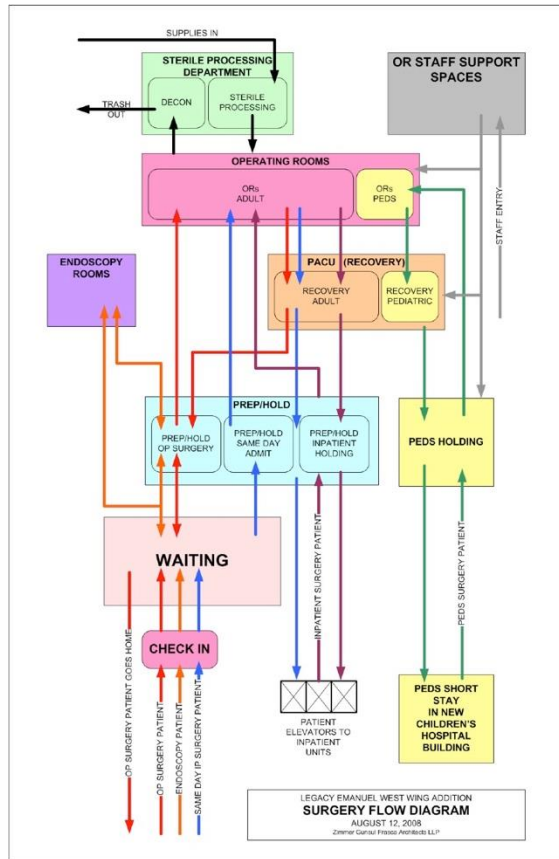 SUPPLIES IN
STERILE PROCESSING
DEPARTMENT
TRASH
OUT
DECON
STERILE
PROCESSING
OR STAFF SUPPORT
SPACES
OPERATING ROOMS
ORs
ADULT
ORs
PEDS
STAFF ENTRY
ENDOSCOPY
ROOMS
PACU (RECOVERY)
RECOVERY
ADULT
RECOVERY
PEDIATRIC
PREP/HOLD
PREP/HOLD
OP SURGERY
PREP/HOLD
SAME DAY
ADMIT
PREP/HOLD
INPATIENT
HOLDING
PEDS HOLDING
WAITING
INPATIENT SURGERY PATIENT
PEDS SURGERY PATIENT
CHECK IN
OP SURGERY PATIENT GOES HOME
OP SURGERY PATIENT
ENDOSCOPY PATIENT
SAME DAY IP SURGERY PATIENT
PATIENT
ELEVATORS TO
INPATIENT
UNITS
PEDS SHORT
STAY
IN NEW
CHILDREN'S
HOSPITAL
BUILDING
LEGACY EMANUEL WEST WING ADDITION
SURGERY FLOW DIAGRAM
AUGUST 12, 2008
Zimmer Gunsul Frasca Architects LLP